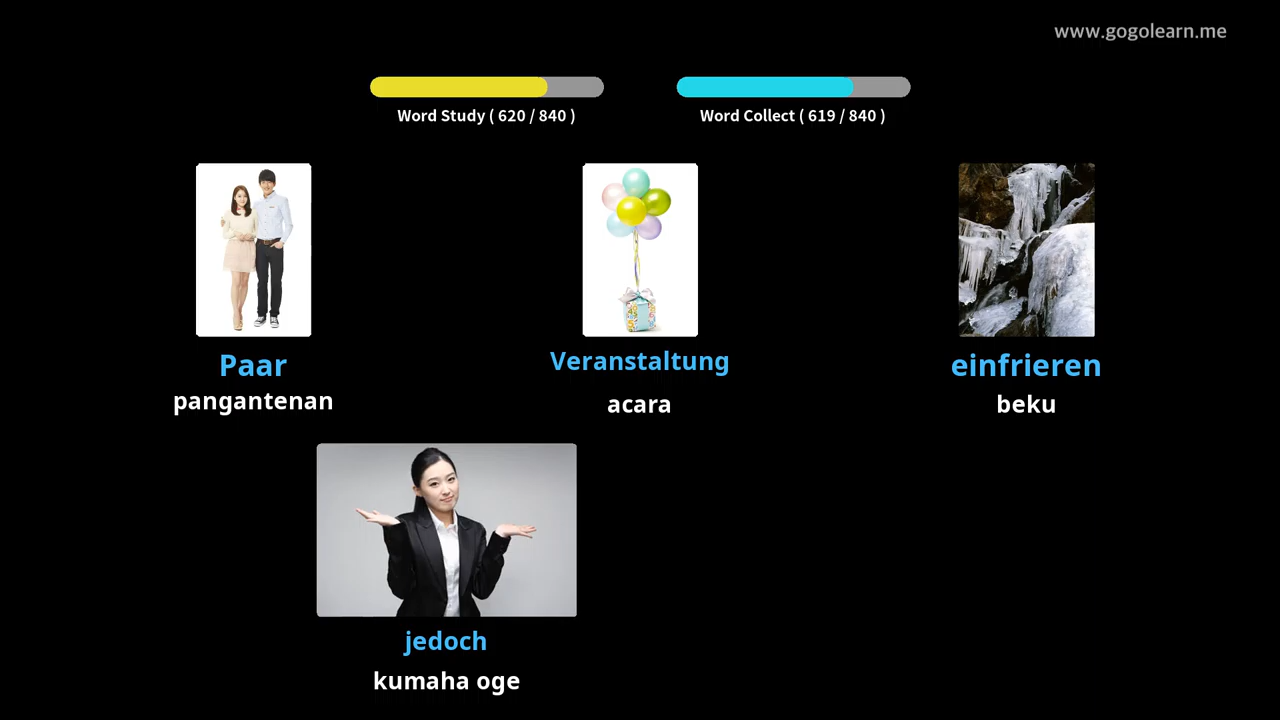 www.gogolearn.me
Word Study ( 620 / 840 )
Word Collect ( 619 / 840 )
Paar
pangantenan
Veranstaltung
acara
einfrieren
beku
jedoch
kumaha oge